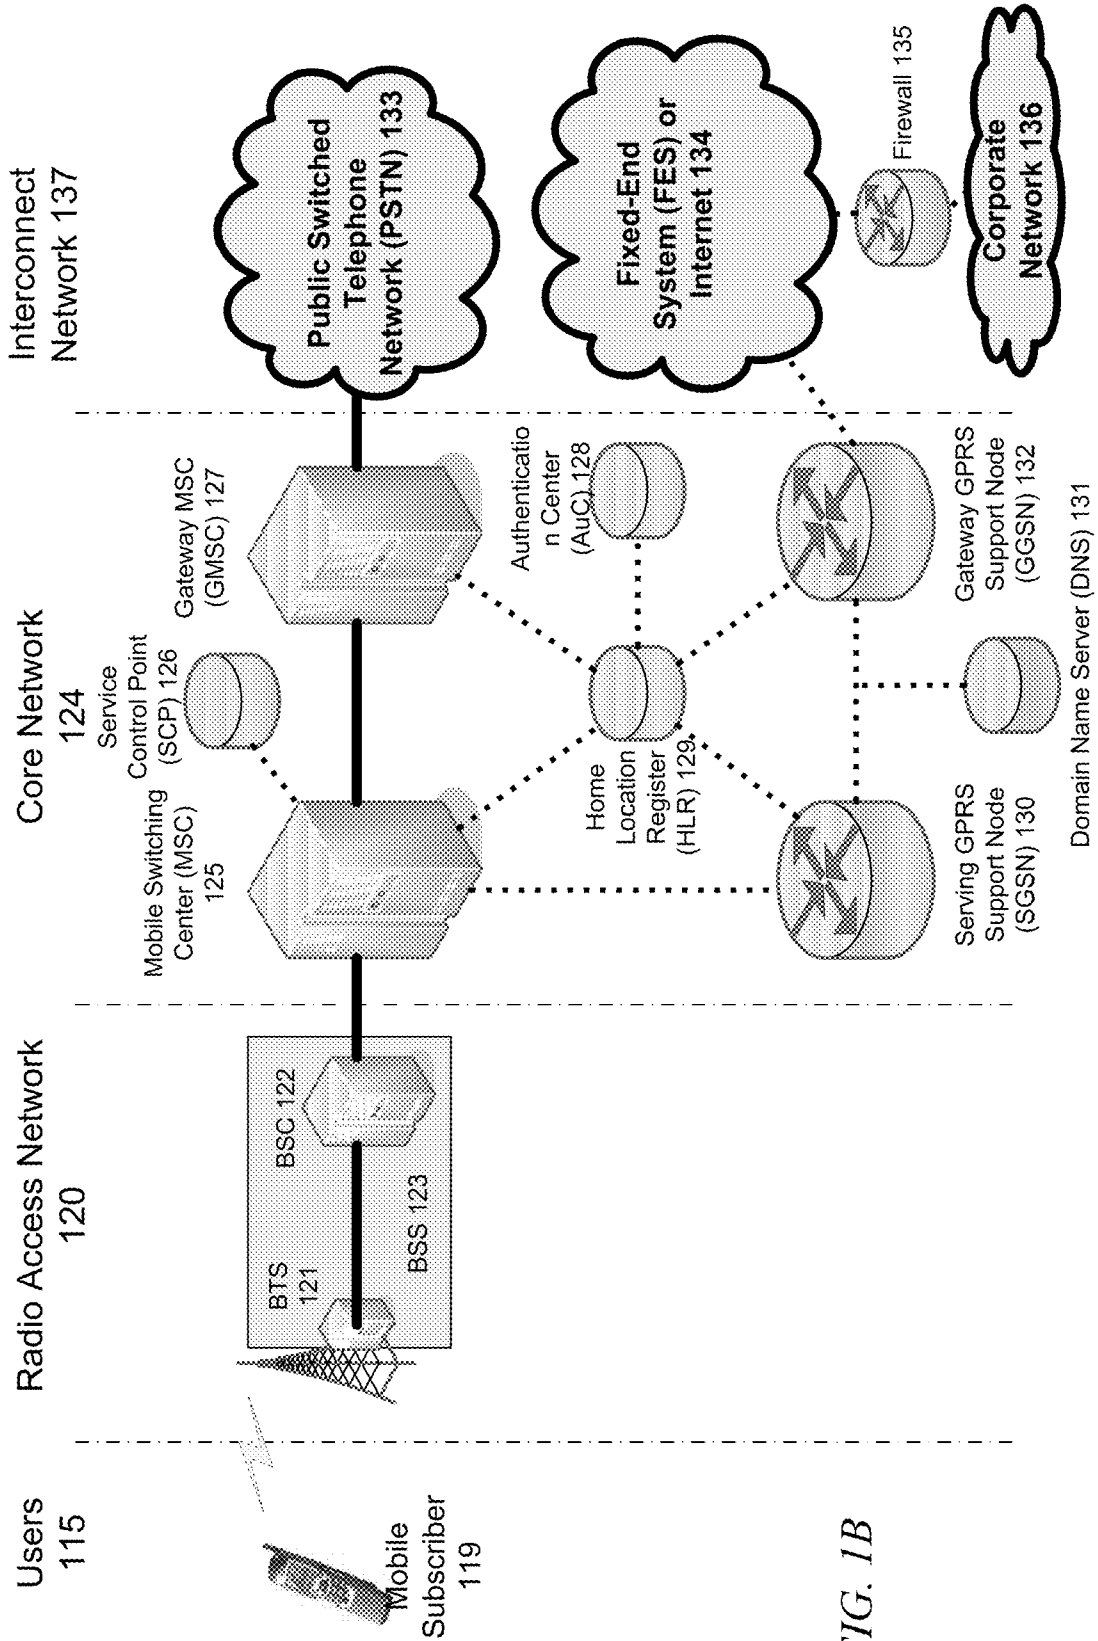 Users
115
Radio Access Network
120
Core Network
124
Interconnect
Network 137
Mobile
Subscriber
119
BTS
121
BSC 122
BSS 123
Mobile Switching
Center (MSC)
125
Service
Control Point
(SCP) 126
Gateway MSC
(GMSC) 127
Public Switched
Telephone
Network (PSTN) 133
Home
Location
Register
(HLR) 129
Authenticatio
n Center
(AuC) 128
Fixed-End
System (FES) or
Internet 134
Firewall 135
Serving GPRS
Support Node
(SGSN) 130
Gateway GPRS
Support Node
(GGSN) 132
Corporate
Network 136
Domain Name Server (DNS) 131
FIG. 1B